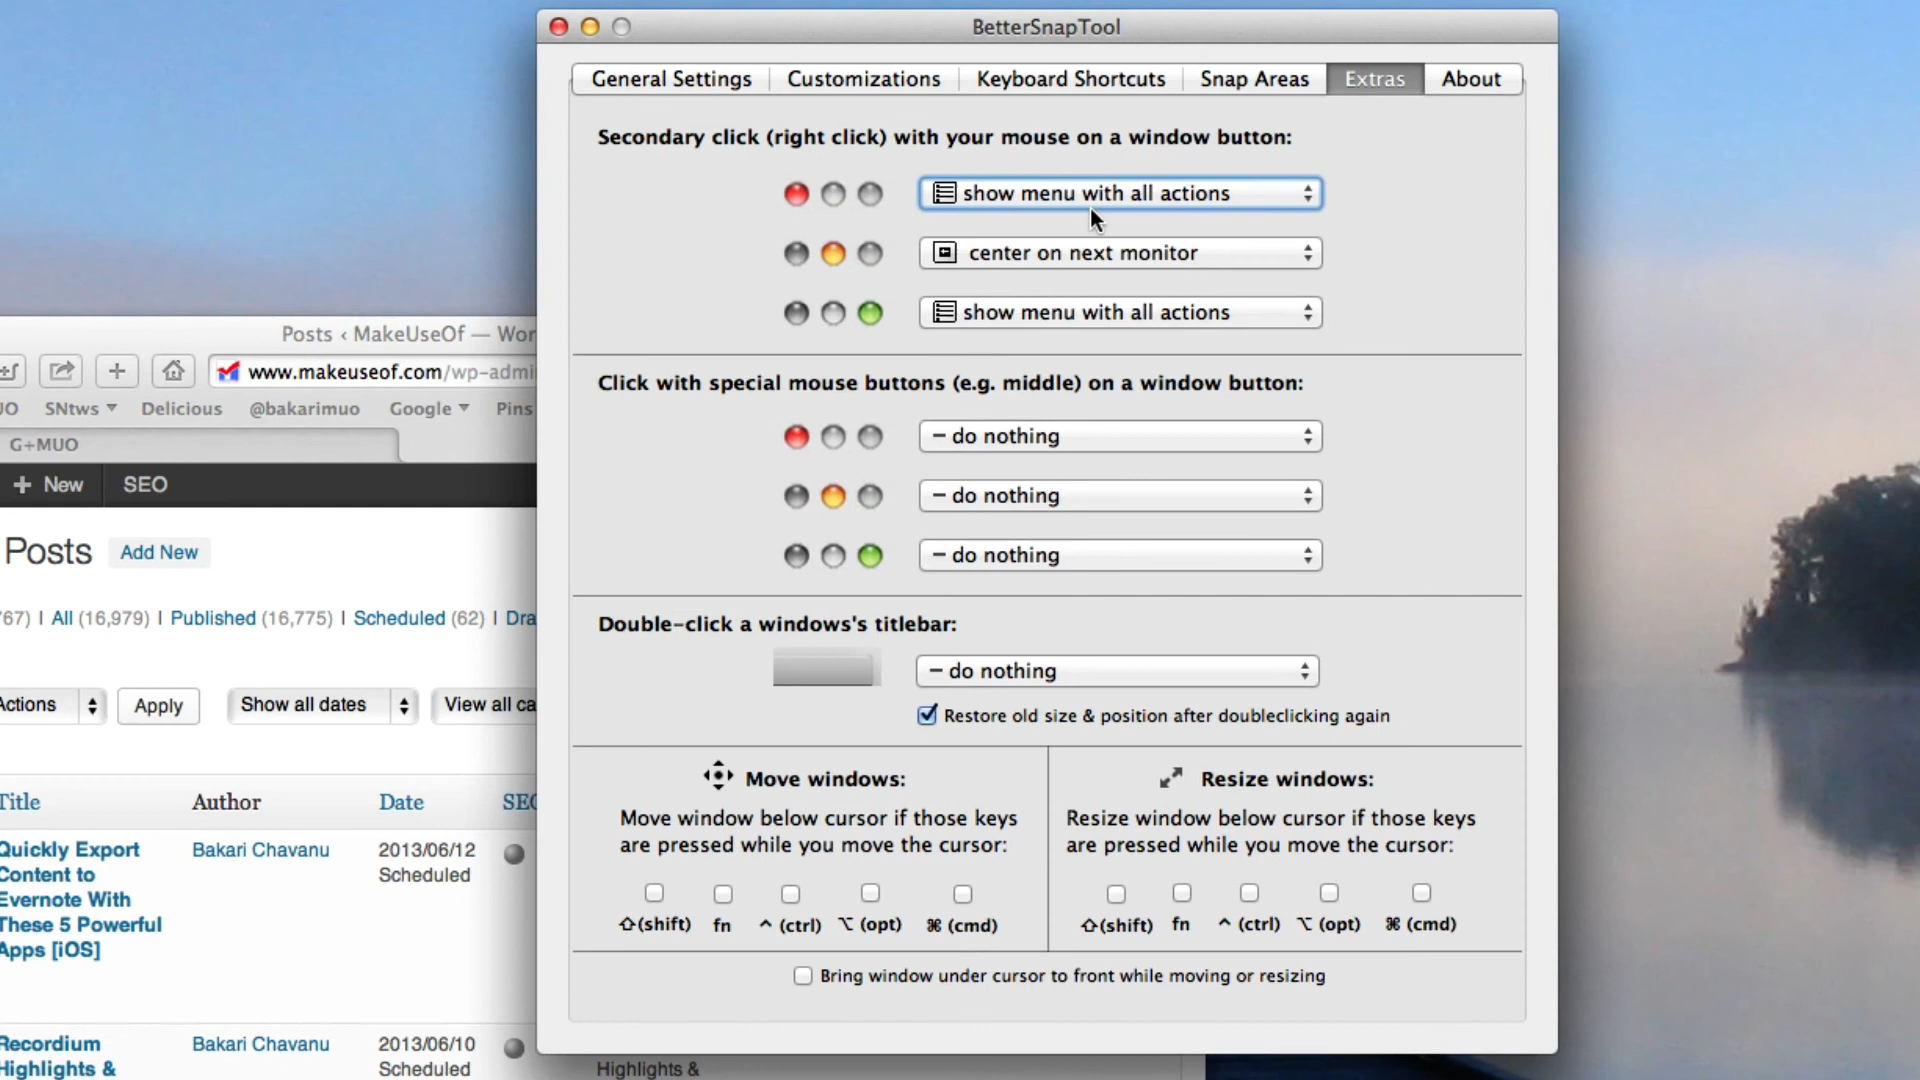 BetterSnapTool
General Settings
Customizations
Keyboard Shortcuts
Snap Areas
Extras
About
Secondary click (right click) with your mouse on a window button:
show menu with all actions
center on next monitor
show menu with all actions
Click with special mouse buttons (e.g. middle) on a window button:
– do nothing
– do nothing
– do nothing
Double-click a windows's titlebar:
– do nothing
Restore old size & position after doubleclicking again
Move windows:
Move window below cursor if those keys
are pressed while you move the cursor:
⇧(shift) fn ^ (ctrl) ⌥ (opt) ⌘ (cmd)
Resize windows:
Resize window below cursor if those keys
are pressed while you move the cursor:
⇧(shift) fn ^ (ctrl) ⌥ (opt) ⌘ (cmd)
Bring window under cursor to front while moving or resizing
Posts ‹ MakeUseOf — Wor
www.makeuseof.com/wp-admi
UO SNtws Delicious @bakarimuo Google Pins
G+MUO
+ New SEO
Posts Add New
767) | All (16,979) | Published (16,775) | Scheduled (62) | Dra
Actions Apply Show all dates View all ca
Title Author Date SEO
Quickly Export
Content to
Evernote With
These 5 Powerful
Apps [iOS]
Bakari Chavanu
2013/06/12
Scheduled
Recordium
Highlights &
Bakari Chavanu
2013/06/10
Scheduled
Highlights &